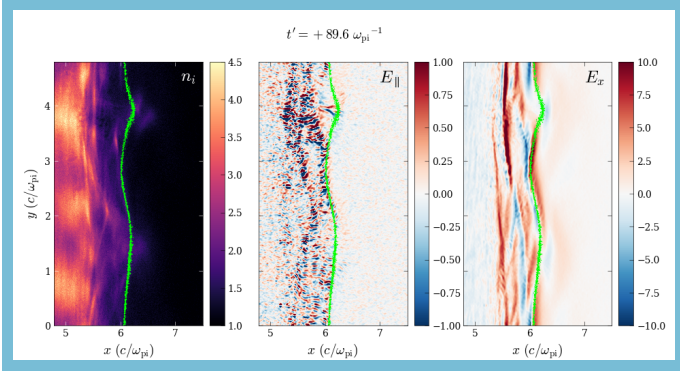 t′ = + 89.6 ω_pi⁻¹
n_i
E_∥
E_x
4.5
4.0
3.5
3.0
2.5
2.0
1.5
1.0
1.00
0.75
0.50
0.25
0.00
−0.25
−0.50
−0.75
−1.00
10.0
7.5
5.0
2.5
0.0
−2.5
−5.0
−7.5
−10.0
4
3
2
1
0
y (c/ω_pi)
5 6 7
5 6 7
5 6 7
x (c/ω_pi)
x (c/ω_pi)
x (c/ω_pi)